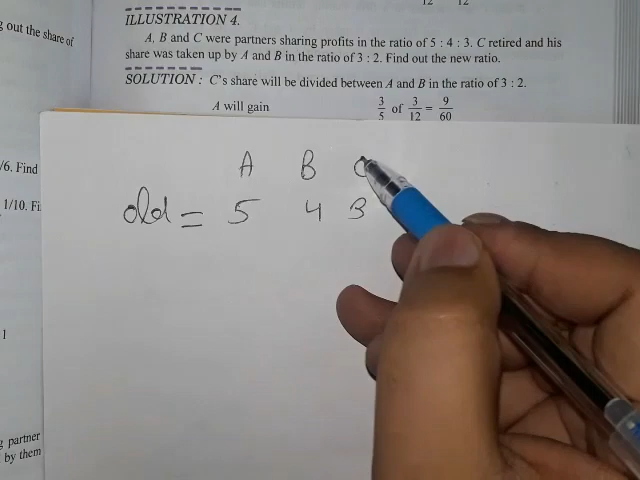 12 12
ILLUSTRATION 4.
g out the share of
A, B and C were partners sharing profits in the ratio of 5 : 4 : 3. C retired and his
share was taken up by A and B in the ratio of 3 : 2. Find out the new ratio.
SOLUTION : C's share will be divided between A and B in the ratio of 3 : 2.
A will gain 3/5 of 3/12 = 9/60
/6. Find
A B C
1/10. Fi
old = 5 4 3
1
g partner
by them